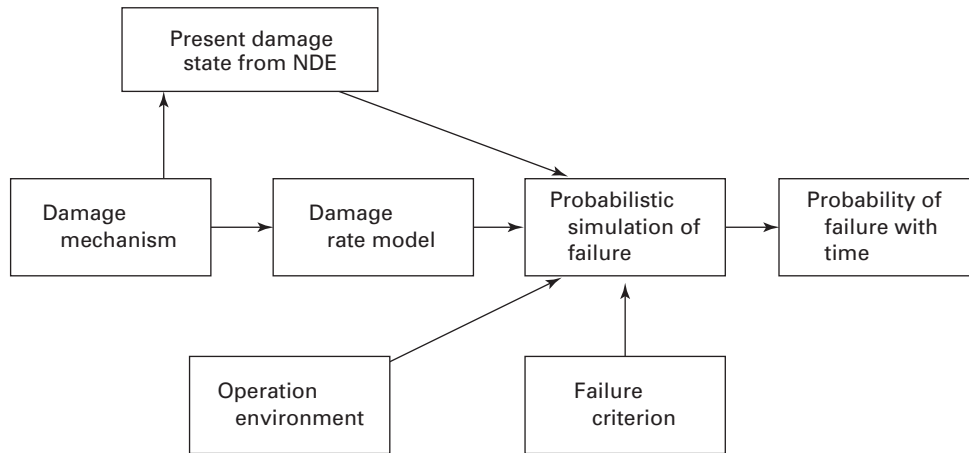 Present damage
state from NDE
Damage
mechanism
Damage
rate model
Probabilistic
simulation of
failure
Probability of
failure with
time
Operation
environment
Failure
criterion